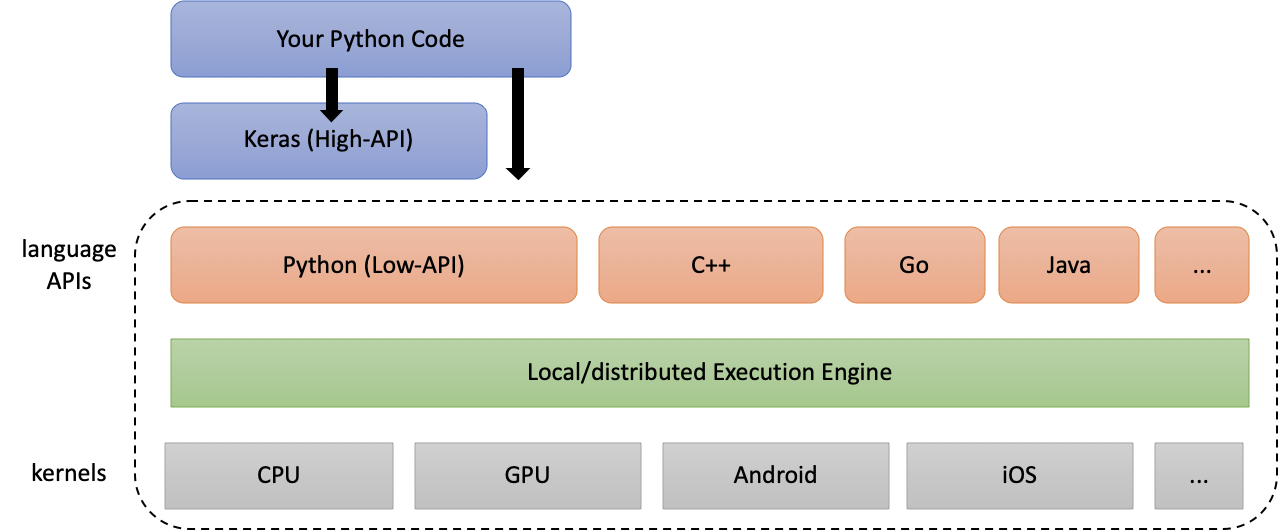 Your Python Code
Keras (High-API)
language
APIs
Python (Low-API)
C++
Go
Java
...
Local/distributed Execution Engine
kernels
CPU
GPU
Android
iOS
...